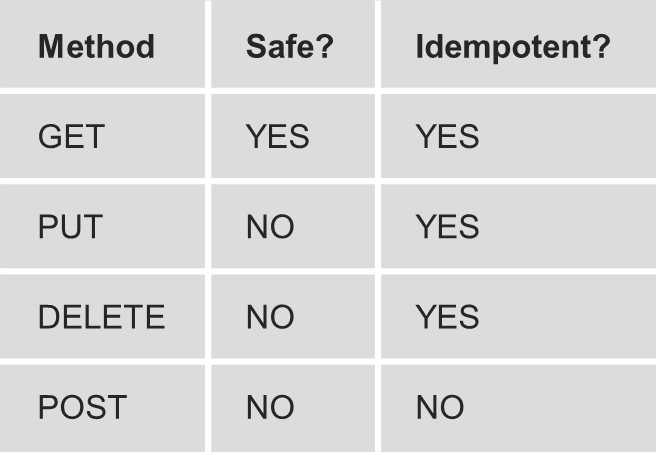 Method Safe? Idempotent?
GET YES YES
PUT NO YES
DELETE NO YES
POST NO NO